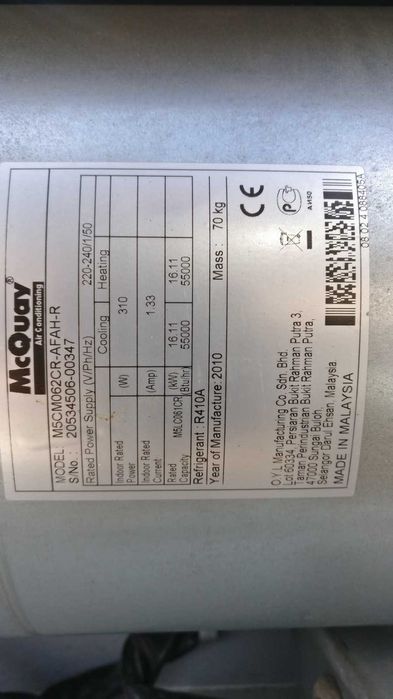 McQuay®
Air Conditioning
MODEL : M5CM062CR-AFAH-R
S/No. : 20534506-00347
Rated Power Supply (V/Ph/Hz) 220-240/1/50
Cooling Heating
Indoor Rated Power (W) 310
Indoor Rated Current (Amp) 1.33
Rated Capacity M5LC061CR (kW) 16.11 16.11
(Btu/hr) 55000 55000
Refrigerant : R410A
Year of Manufacture : 2010 Mass : 70 kg
CE
PC
АИ50
O.Y.L Manufacturing Co. Sdn. Bhd.
Lot 60334, Persiaran Bukit Rahman Putra 3,
Taman Perindustrian Bukit Rahman Putra,
47000 Sungai Buloh,
Selangor Darul Ehsan, Malaysia.
MADE IN MALAYSIA